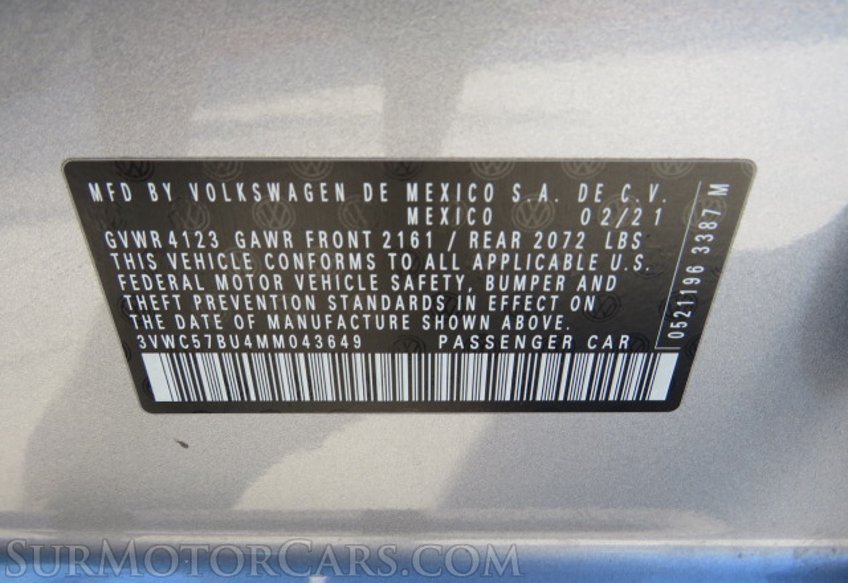 MFD BY VOLKSWAGEN DE MEXICO S.A. DE C.V.
MEXICO 02/21
GVWR 4123 GAWR FRONT 2161 / REAR 2072 LBS
THIS VEHICLE CONFORMS TO ALL APPLICABLE U.S.
FEDERAL MOTOR VEHICLE SAFETY, BUMPER AND
THEFT PREVENTION STANDARDS IN EFFECT ON
THE DATE OF MANUFACTURE SHOWN ABOVE.
3VWC57BU4MM043649 PASSENGER CAR
0521196 3387 M
SURMOTORCARS.COM